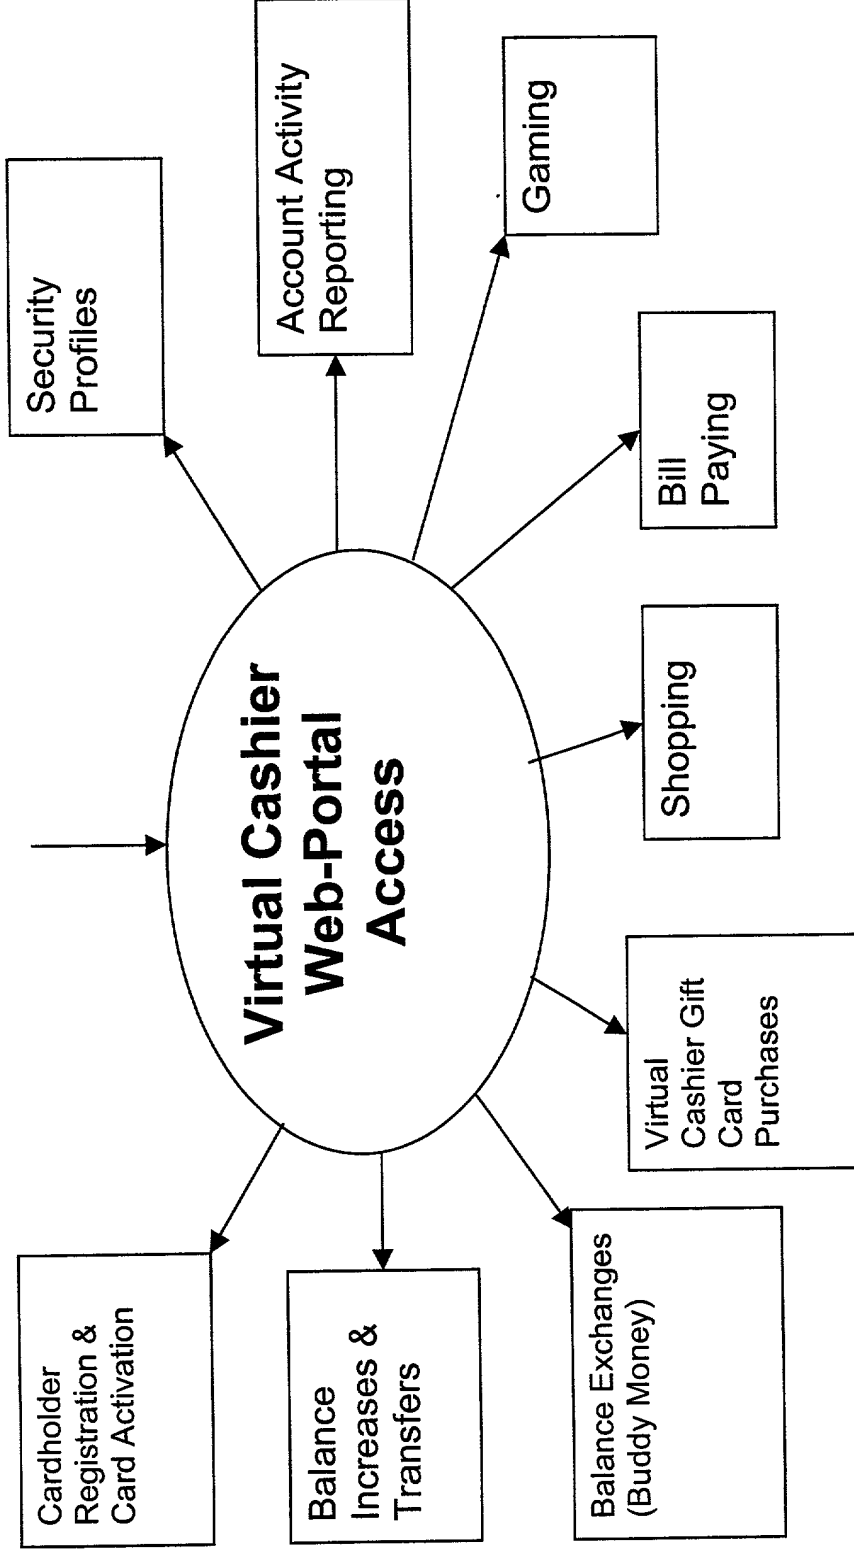 Cardholder
Registration &
Card Activation
Security
Profiles
Virtual Cashier
Web-Portal
Access
Balance
Increases &
Transfers
Account Activity
Reporting
Balance Exchanges
(Buddy Money)
Virtual
Cashier Gift
Card
Purchases
Shopping
Bill
Paying
Gaming